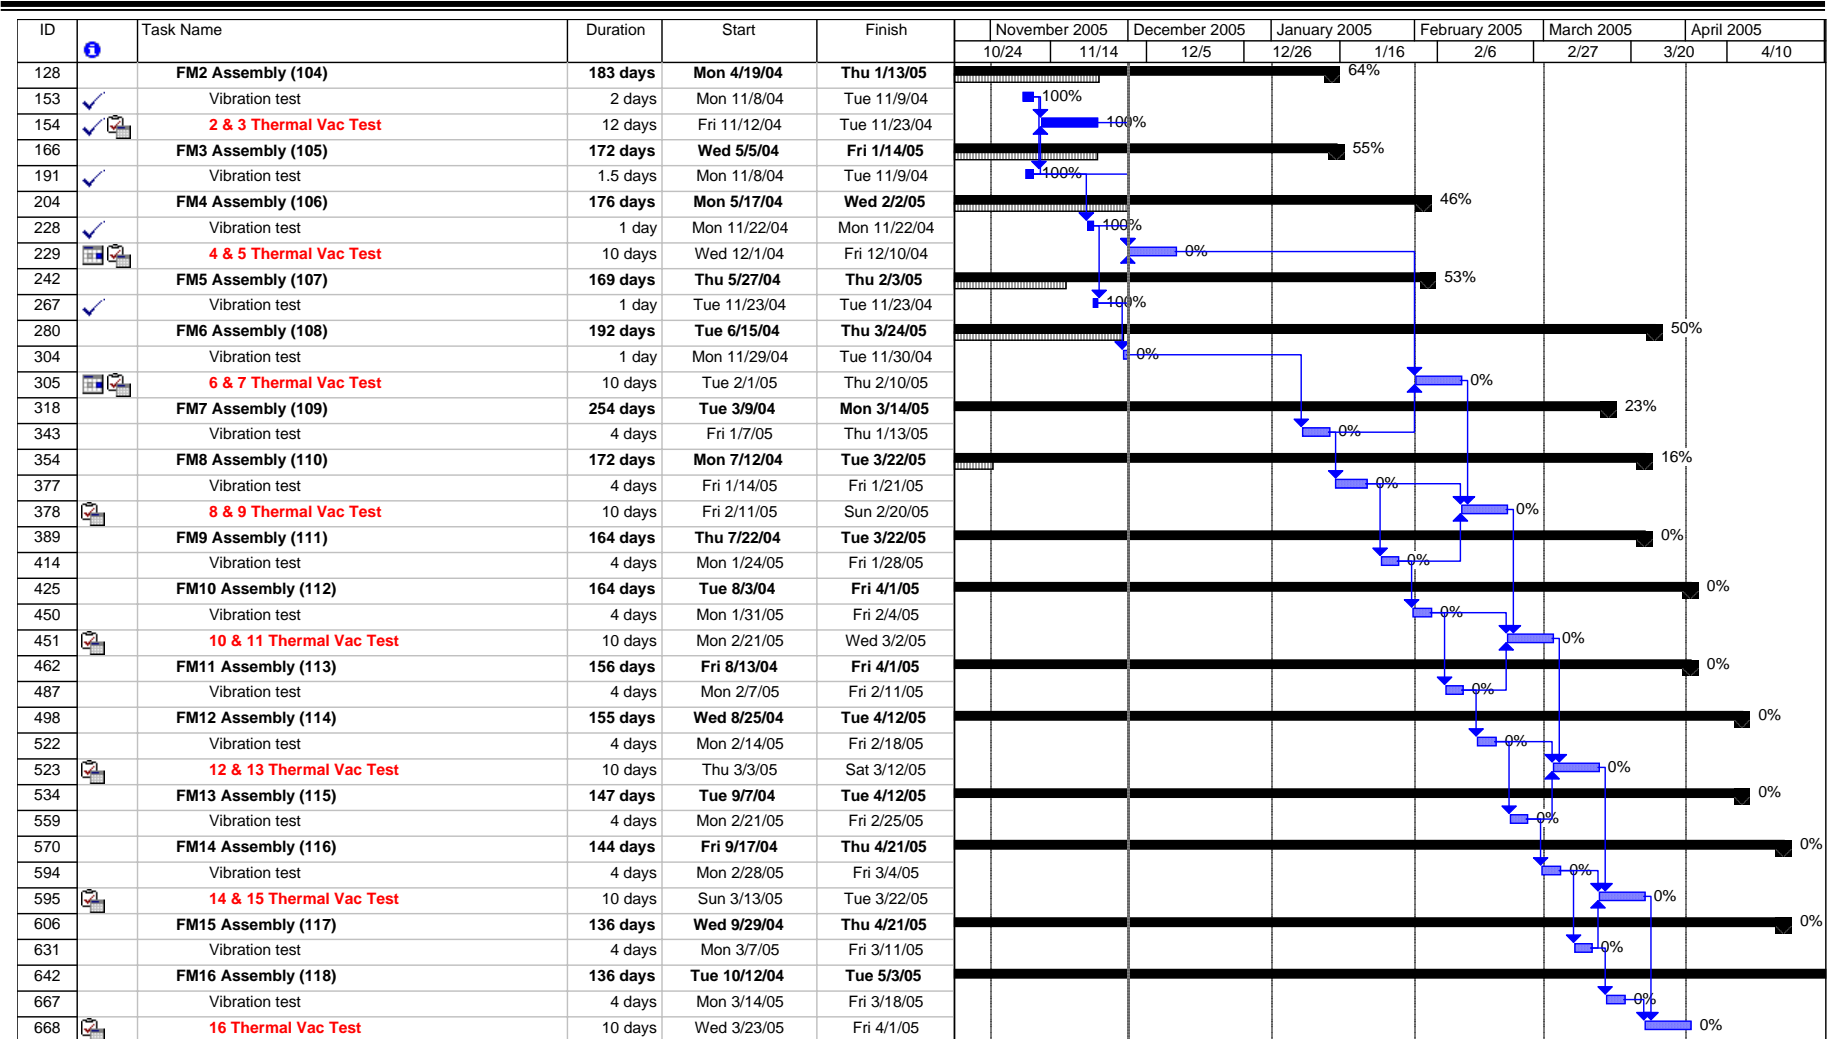 ID Task Name Duration Start Finish November 2005 December 2005 January 2005 February 2005 March 2005 April 2005
10/24 11/14 12/5 12/26 1/16 2/6 2/27 3/20 4/10
128 FM2 Assembly (104) 183 days Mon 4/19/04 Thu 1/13/05 64%
153 Vibration test 2 days Mon 11/8/04 Tue 11/9/04 100%
154 2 & 3 Thermal Vac Test 12 days Fri 11/12/04 Tue 11/23/04 100%
166 FM3 Assembly (105) 172 days Wed 5/5/04 Fri 1/14/05 55%
191 Vibration test 1.5 days Mon 11/8/04 Tue 11/9/04 100%
204 FM4 Assembly (106) 176 days Mon 5/17/04 Wed 2/2/05 46%
228 Vibration test 1 day Mon 11/22/04 Mon 11/22/04 100%
229 4 & 5 Thermal Vac Test 10 days Wed 12/1/04 Fri 12/10/04 0%
242 FM5 Assembly (107) 169 days Thu 5/27/04 Thu 2/3/05 53%
267 Vibration test 1 day Tue 11/23/04 Tue 11/23/04 100%
280 FM6 Assembly (108) 192 days Tue 6/15/04 Thu 3/24/05 50%
304 Vibration test 1 day Mon 11/29/04 Tue 11/30/04 0%
305 6 & 7 Thermal Vac Test 10 days Tue 2/1/05 Thu 2/10/05 0%
318 FM7 Assembly (109) 254 days Tue 3/9/04 Mon 3/14/05 23%
343 Vibration test 4 days Fri 1/7/05 Thu 1/13/05 0%
354 FM8 Assembly (110) 172 days Mon 7/12/04 Tue 3/22/05 16%
377 Vibration test 4 days Fri 1/14/05 Fri 1/21/05 0%
378 8 & 9 Thermal Vac Test 10 days Fri 2/11/05 Sun 2/20/05 0%
389 FM9 Assembly (111) 164 days Thu 7/22/04 Tue 3/22/05 0%
414 Vibration test 4 days Mon 1/24/05 Fri 1/28/05 0%
425 FM10 Assembly (112) 164 days Tue 8/3/04 Fri 4/1/05 0%
450 Vibration test 4 days Mon 1/31/05 Fri 2/4/05 0%
451 10 & 11 Thermal Vac Test 10 days Mon 2/21/05 Wed 3/2/05 0%
462 FM11 Assembly (113) 156 days Fri 8/13/04 Fri 4/1/05 0%
487 Vibration test 4 days Mon 2/7/05 Fri 2/11/05 0%
498 FM12 Assembly (114) 155 days Wed 8/25/04 Tue 4/12/05 0%
522 Vibration test 4 days Mon 2/14/05 Fri 2/18/05 0%
523 12 & 13 Thermal Vac Test 10 days Thu 3/3/05 Sat 3/12/05 0%
534 FM13 Assembly (115) 147 days Tue 9/7/04 Tue 4/12/05 0%
559 Vibration test 4 days Mon 2/21/05 Fri 2/25/05 0%
570 FM14 Assembly (116) 144 days Fri 9/17/04 Thu 4/21/05 0%
594 Vibration test 4 days Mon 2/28/05 Fri 3/4/05 0%
595 14 & 15 Thermal Vac Test 10 days Sun 3/13/05 Tue 3/22/05 0%
606 FM15 Assembly (117) 136 days Wed 9/29/04 Thu 4/21/05 0%
631 Vibration test 4 days Mon 3/7/05 Fri 3/11/05 0%
642 FM16 Assembly (118) 136 days Tue 10/12/04 Tue 5/3/05
667 Vibration test 4 days Mon 3/14/05 Fri 3/18/05 0%
668 16 Thermal Vac Test 10 days Wed 3/23/05 Fri 4/1/05 0%